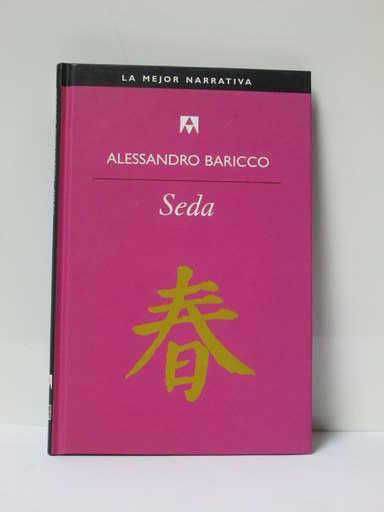 LA MEJOR NARRATIVA
ALESSANDRO BARICCO
Seda
春